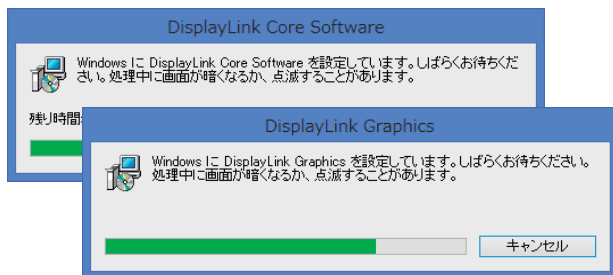 DisplayLink Core Software
Windows に DisplayLink Core Software を設定しています。しばらくお待ちくだ
さい。処理中に画面が暗くなるか、点滅することがあります。
残り時間
DisplayLink Graphics
Windows に DisplayLink Graphics を設定しています。しばらくお待ちください。
処理中に画面が暗くなるか、点滅することがあります。
キャンセル